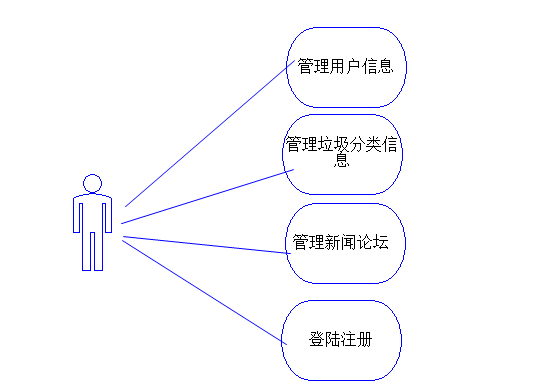 管理用户信息
管理垃圾分类信
息
管理新闻论坛
登陆注册